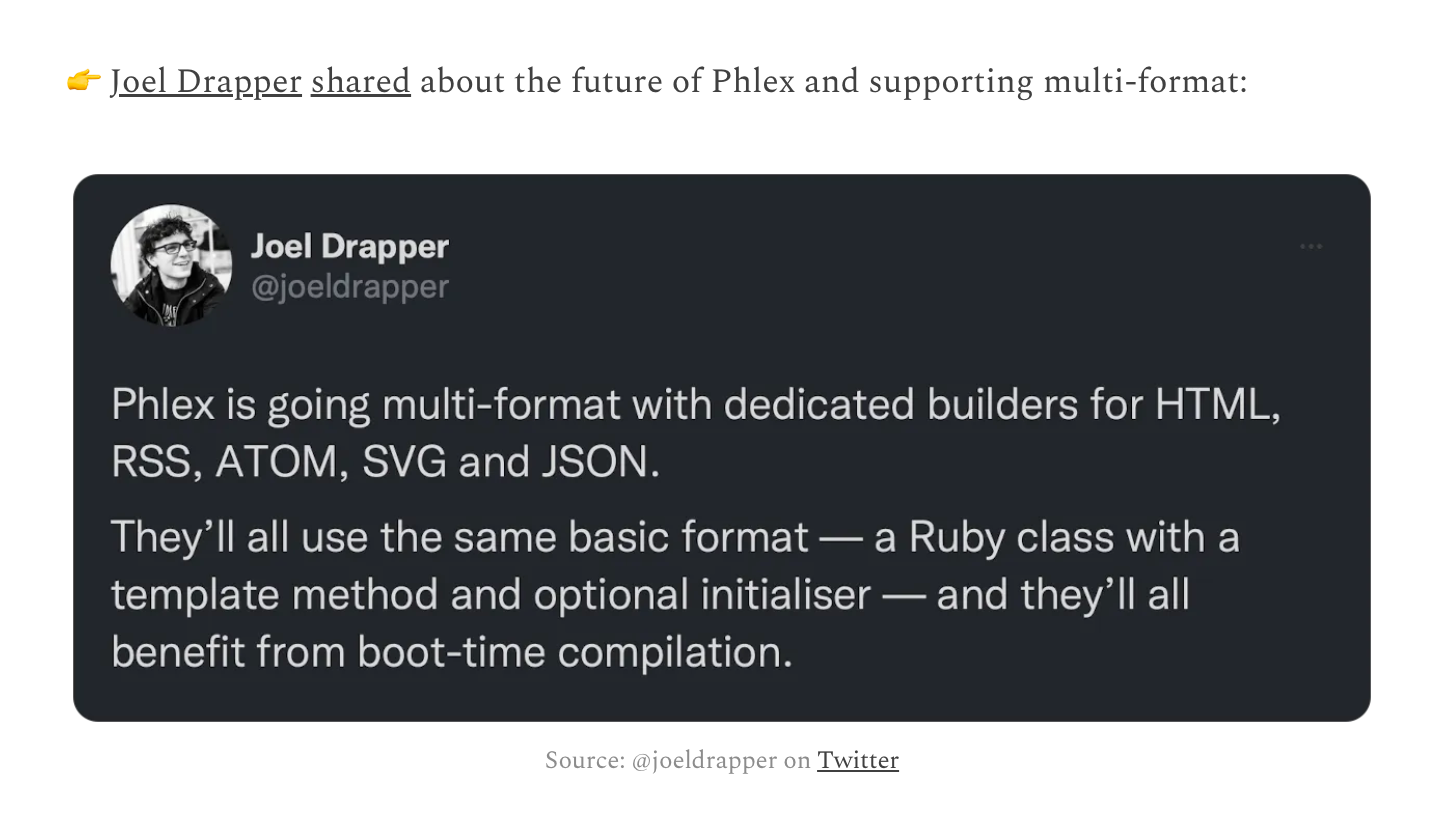 👉 Joel Drapper shared about the future of Phlex and supporting multi-format:
Joel Drapper
@joeldrapper
Phlex is going multi-format with dedicated builders for HTML,
RSS, ATOM, SVG and JSON.
They’ll all use the same basic format — a Ruby class with a
template method and optional initialiser — and they’ll all
benefit from boot-time compilation.
Source: @joeldrapper on Twitter